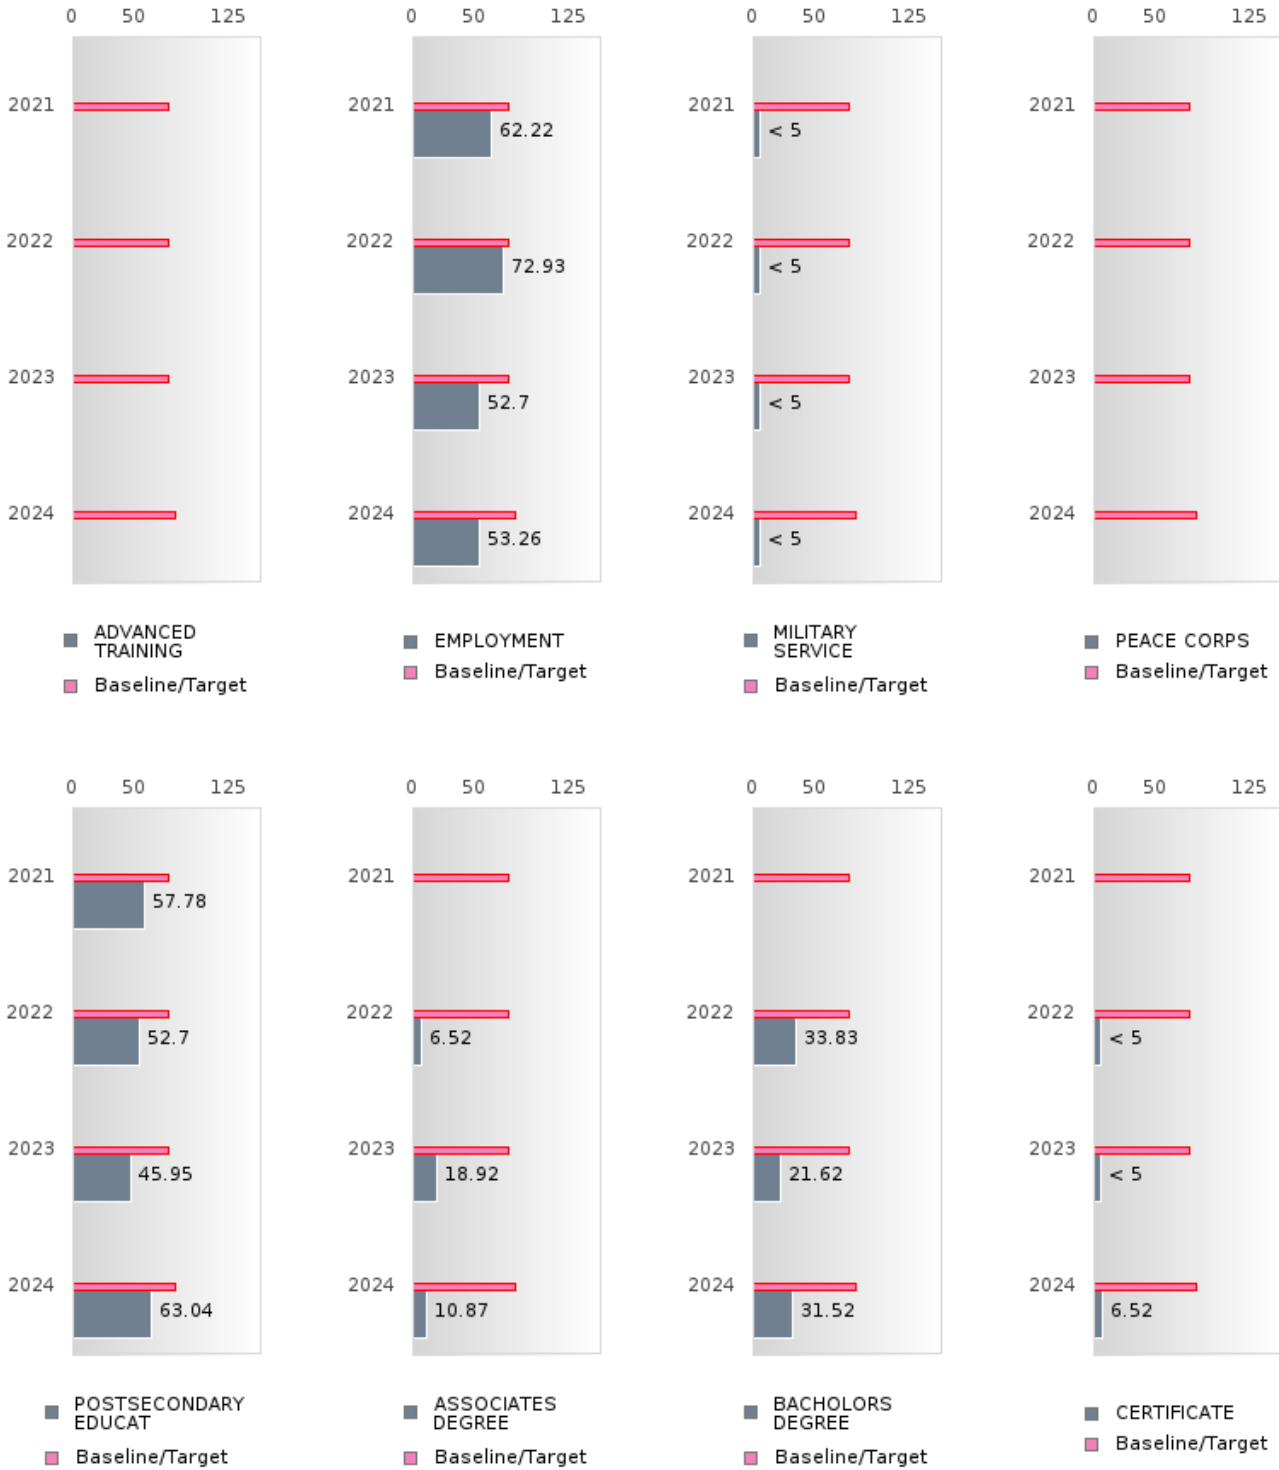 0 50 125
2021
2022
2023
2024
ADVANCED
TRAINING
Baseline/Target
0 50 125
2021
62.22
2022
72.93
2023
52.7
2024
53.26
EMPLOYMENT
Baseline/Target
0 50 125
2021
< 5
2022
< 5
2023
< 5
2024
< 5
MILITARY
SERVICE
Baseline/Target
0 50 125
2021
2022
2023
2024
PEACE CORPS
Baseline/Target
0 50 125
2021
57.78
2022
52.7
2023
45.95
2024
63.04
POSTSECONDARY
EDUCAT
Baseline/Target
0 50 125
2021
2022
6.52
2023
18.92
2024
10.87
ASSOCIATES
DEGREE
Baseline/Target
0 50 125
2021
2022
33.83
2023
21.62
2024
31.52
BACHOLORS
DEGREE
Baseline/Target
0 50 125
2021
2022
< 5
2023
< 5
2024
6.52
CERTIFICATE
Baseline/Target